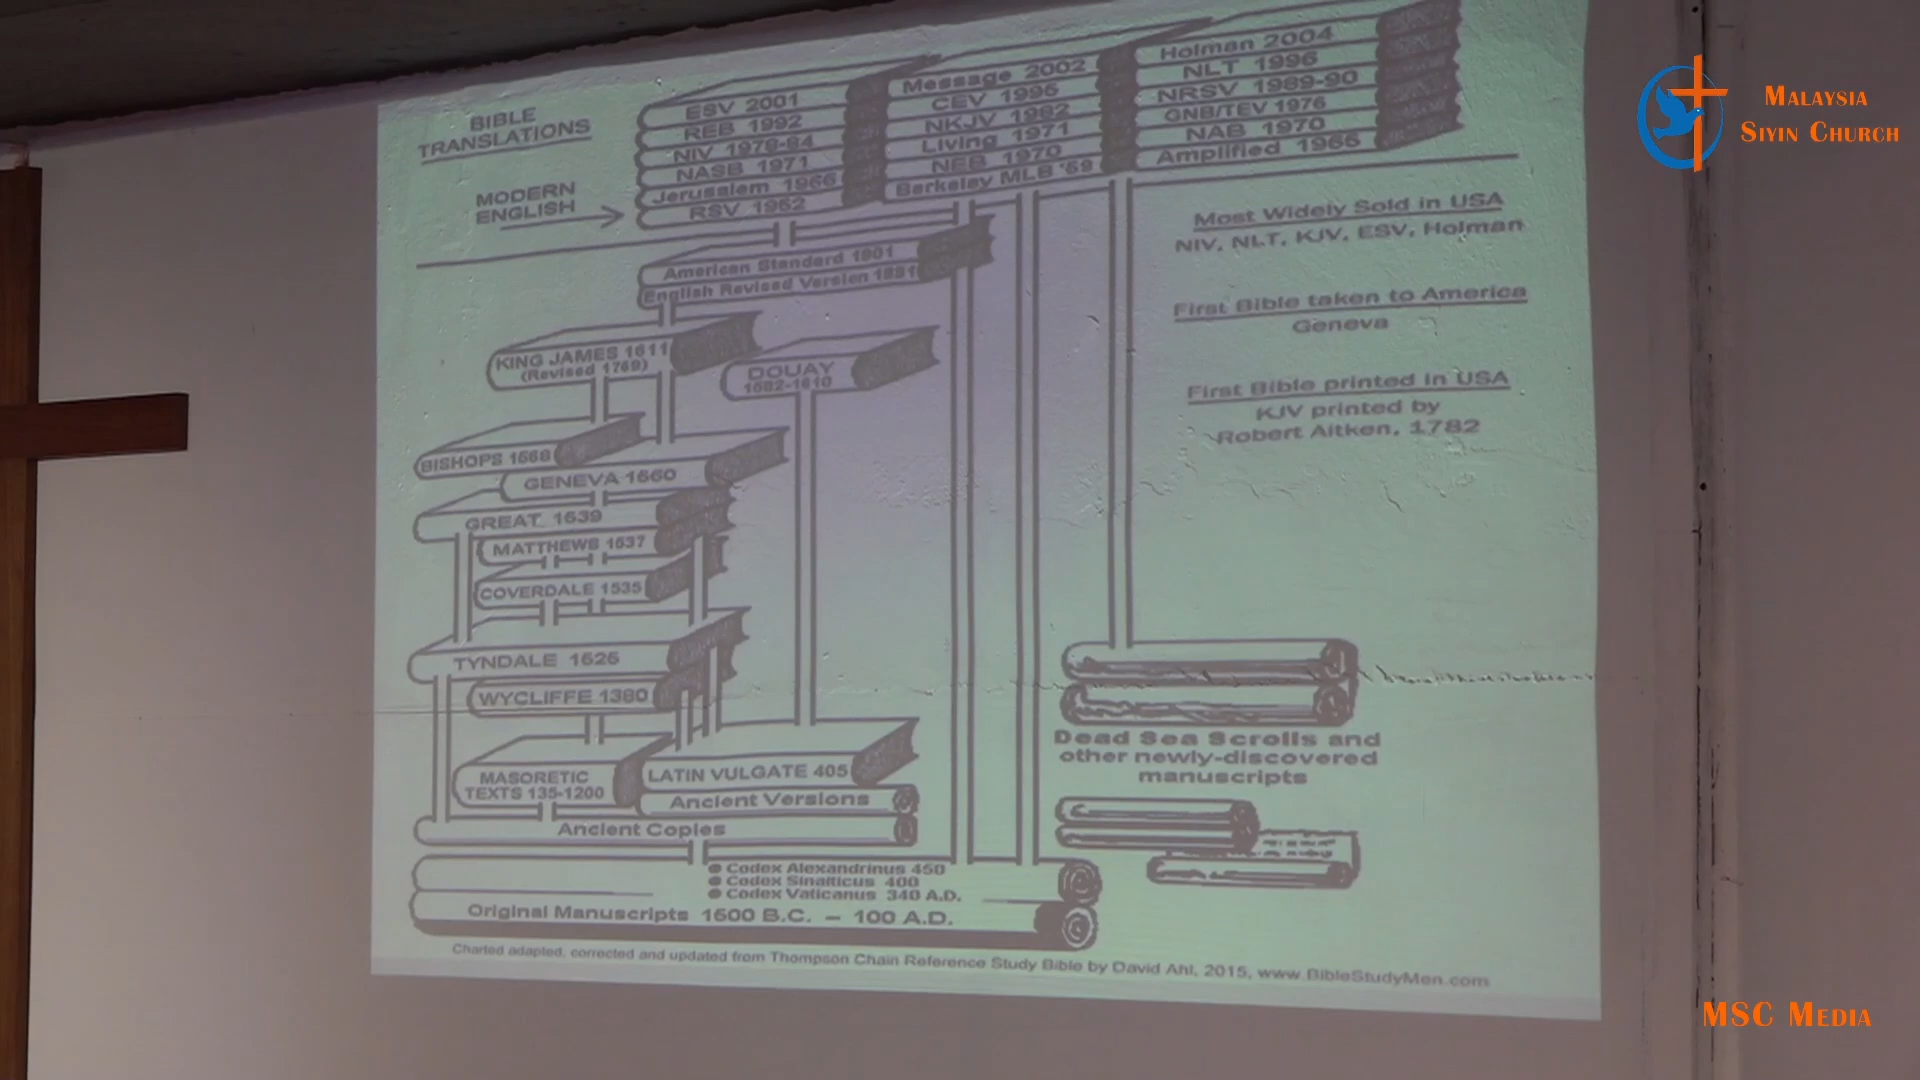 BIBLE
TRANSLATIONS
MODERN
ENGLISH
ESV 2001
REB 1992
NIV 1978-84
NASB 1971
Jerusalem 1966
RSV 1952
Message 2002
CEV 1995
NKJV 1982
Living 1971
NEB 1970
Berkeley MLB '59
Holman 2004
NLT 1996
NRSV 1989-90
GNB/TEV 1976
NAB 1970
Amplified 1965
American Standard 1901
English Revised Version 1881
KING JAMES 1611
(Revised 1769)
DOUAY
1582-1610
BISHOPS 1568
GENEVA 1560
GREAT 1539
MATTHEWS 1537
COVERDALE 1535
TYNDALE 1525
WYCLIFFE 1380
MASORETIC
TEXTS 135-1200
LATIN VULGATE 405
Ancient Versions
Ancient Copies
Codex Alexandrinus 450
Codex Sinaiticus 400
Codex Vaticanus 340 A.D.
Original Manuscripts 1500 B.C. – 100 A.D.
Most Widely Sold in USA
NIV, NLT, KJV, ESV, Holman
First Bible taken to America
Geneva
First Bible printed in USA
KJV printed by
Robert Aitken, 1782
Dead Sea Scrolls and
other newly-discovered
manuscripts
Charted adapted, corrected and updated from Thompson Chain Reference Study Bible by David Ahl, 2015, www.BibleStudyMen.com
MALAYSIA
SIYIN CHURCH
MSC MEDIA